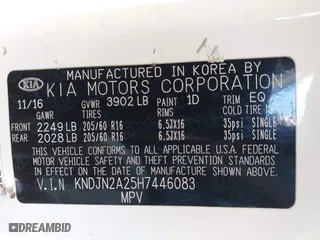 MANUFACTURED IN KOREA BY
KIA KIA MOTORS CORPORATION
11/16 GVWR 3902 LB PAINT 1D TRIM EQ
TIRES RIMS COLD TIRE
FRONT 2249 LB 205/60 R16 6.5JX16 35psi SINGLE
REAR 2028 LB 205/60 R16 6.5JX16 35psi SINGLE
THIS VEHICLE CONFORMS TO ALL APPLICABLE U.S.A. FEDERAL
MOTOR VEHICLE SAFETY, BUMPER, AND THEFT PREVENTION
STANDARDS IN EFFECT ON THE DATE OF MANUFACTURE
SHOWN ABOVE.
V.I.N KNDJN2A25H7446083
MPV
© DealerCenter